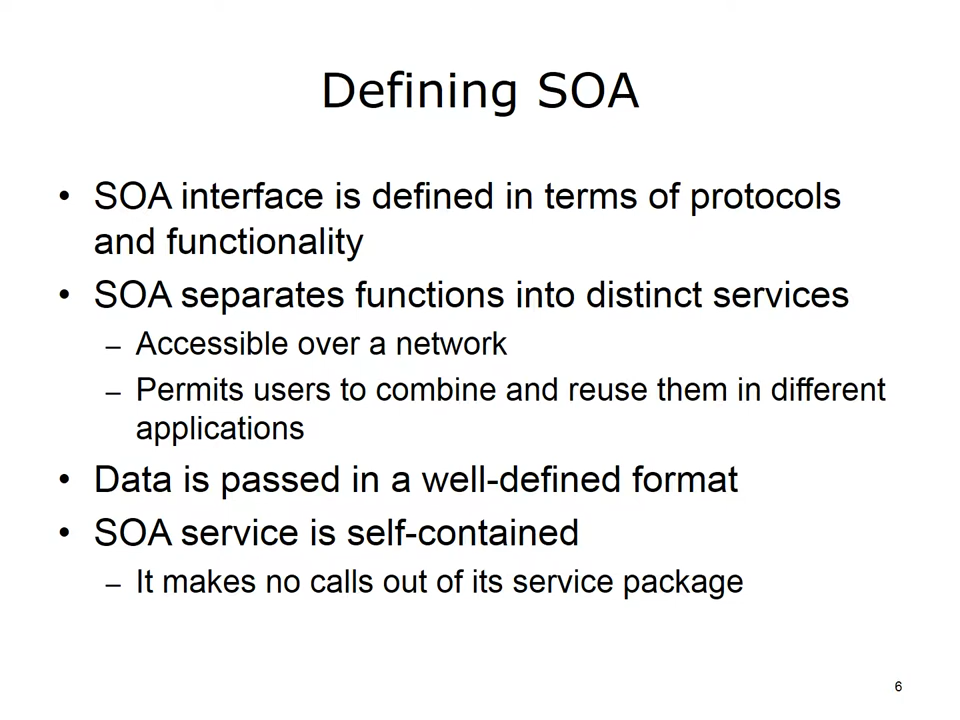 Defining SOA
• SOA interface is defined in terms of protocols
and functionality
• SOA separates functions into distinct services
– Accessible over a network
– Permits users to combine and reuse them in different
applications
• Data is passed in a well-defined format
• SOA service is self-contained
– It makes no calls out of its service package
6